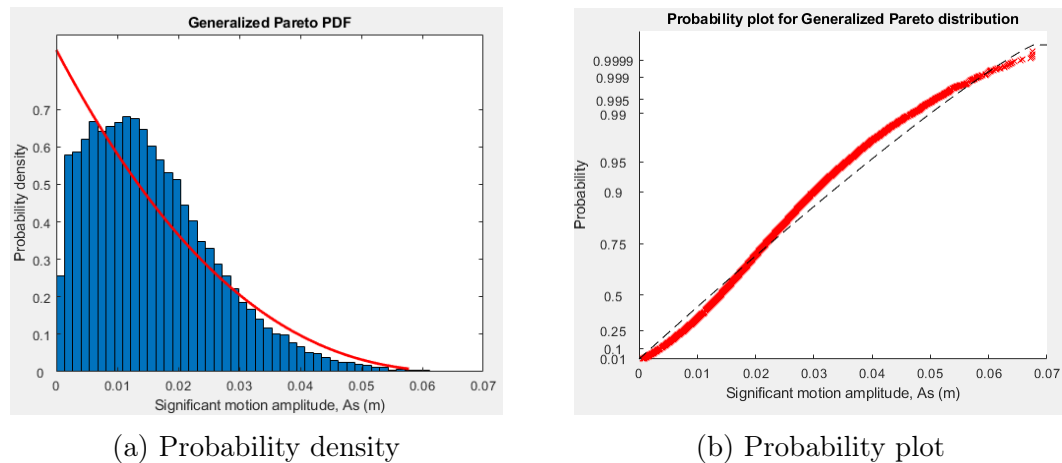 Generalized Pareto PDF
0.7
0.6
0.5
0.4
0.3
0.2
0.1
0
Probability density
0 0.01 0.02 0.03 0.04 0.05 0.06 0.07
Significant motion amplitude, As (m)
(a) Probability density
Probability plot for Generalized Pareto distribution
0.9999
0.999
0.995
0.99
0.95
0.9
0.75
0.5
0.25
0.1
0.01
Probability
0 0.01 0.02 0.03 0.04 0.05 0.06 0.07
Significant motion amplitude, As (m)
(b) Probability plot